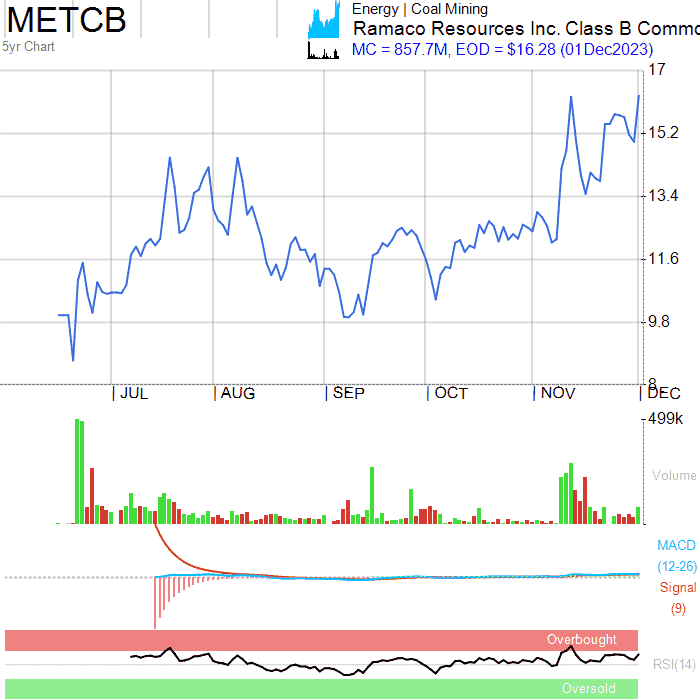 METCB
5yr Chart
Energy | Coal Mining
Ramaco Resources Inc. Class B Commo
MC = 857.7M, EOD = $16.28 (01Dec2023)
17
15.2
13.4
11.6
9.8
8
JUL AUG SEP OCT NOV DEC
499k
Volume
MACD
(12-26)
Signal
(9)
Overbought
RSI(14)
Oversold